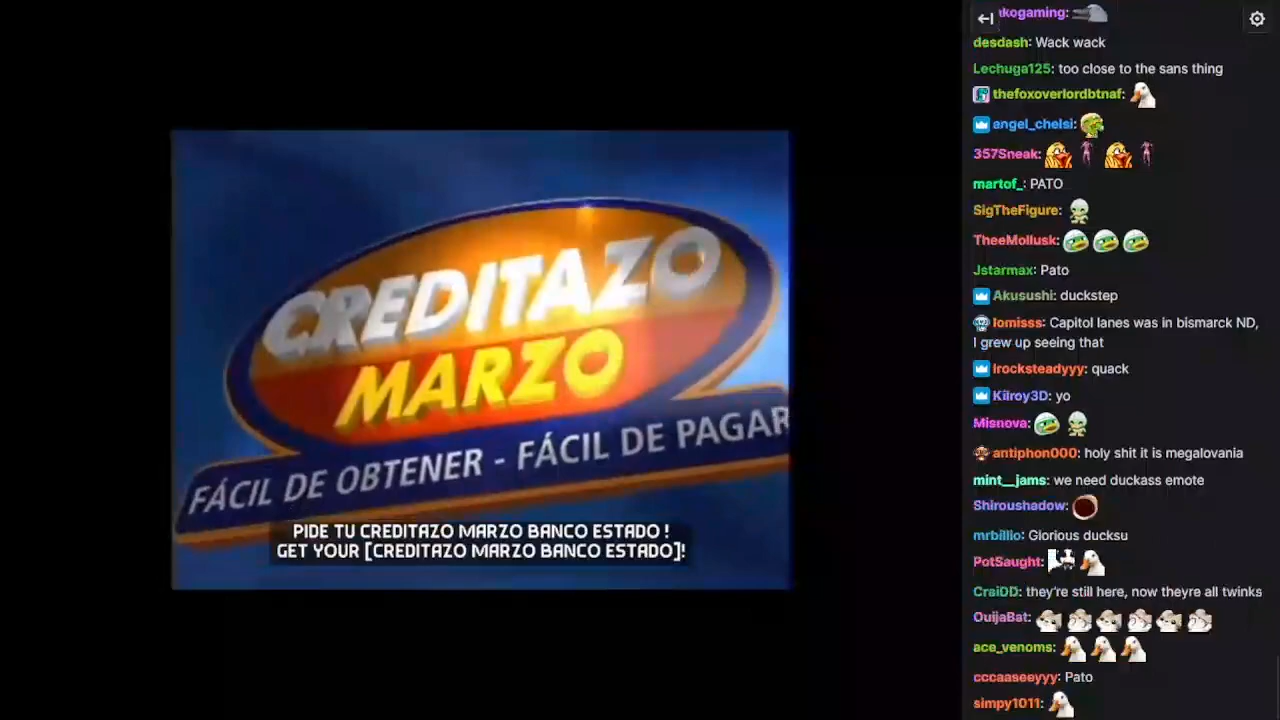 CREDITAZO
MARZO
FÁCIL DE OBTENER - FÁCIL DE PAGAR
PIDE TU CREDITAZO MARZO BANCO ESTADO !
GET YOUR [CREDITAZO MARZO BANCO ESTADO]!
kogaming:
desdash: Wack wack
Lechuga125: too close to the sans thing
thefoxoverlordbtnaf:
angel_chelsi:
357Sneak:
martof_: PATO
SigTheFigure:
TheeMollusk:
Jstarmax: Pato
Akusushi: duckstep
lomisss: Capitol lanes was in bismarck ND,
I grew up seeing that
lrocksteadyyy: quack
Kilroy3D: yo
Misnova:
antiphon000: holy shit it is megalovania
mint__jams: we need duckass emote
Shiroushadow:
mrbillio: Glorious ducksu
PotSaught:
CraiDD: they're still here, now theyre all twinks
OuijaBat:
ace_venoms:
cccaaseeyyy: Pato
simpy1011: